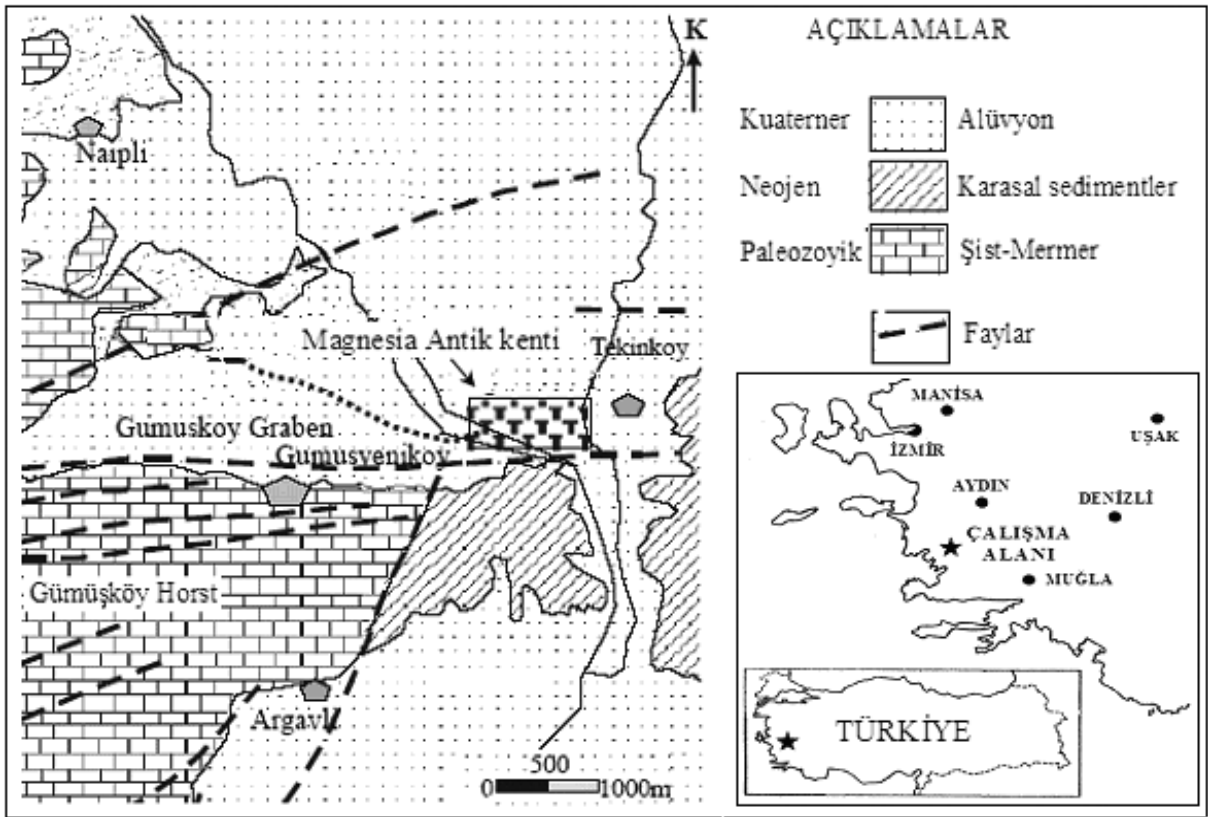 K
Naipli
Magnesia Antik kenti
Tekinkoy
Gumuskoy Graben
Gumusyenikoy
Gümüşköy Horst
Argavlı
500
0
1000m
AÇIKLAMALAR
Kuaterner Alüvyon
Neojen Karasal sedimentler
Paleozoyik Şist-Mermer
Faylar
MANİSA
İZMİR
UŞAK
AYDIN
DENİZLİ
ÇALIŞMA
ALANI
MUĞLA
TÜRKİYE